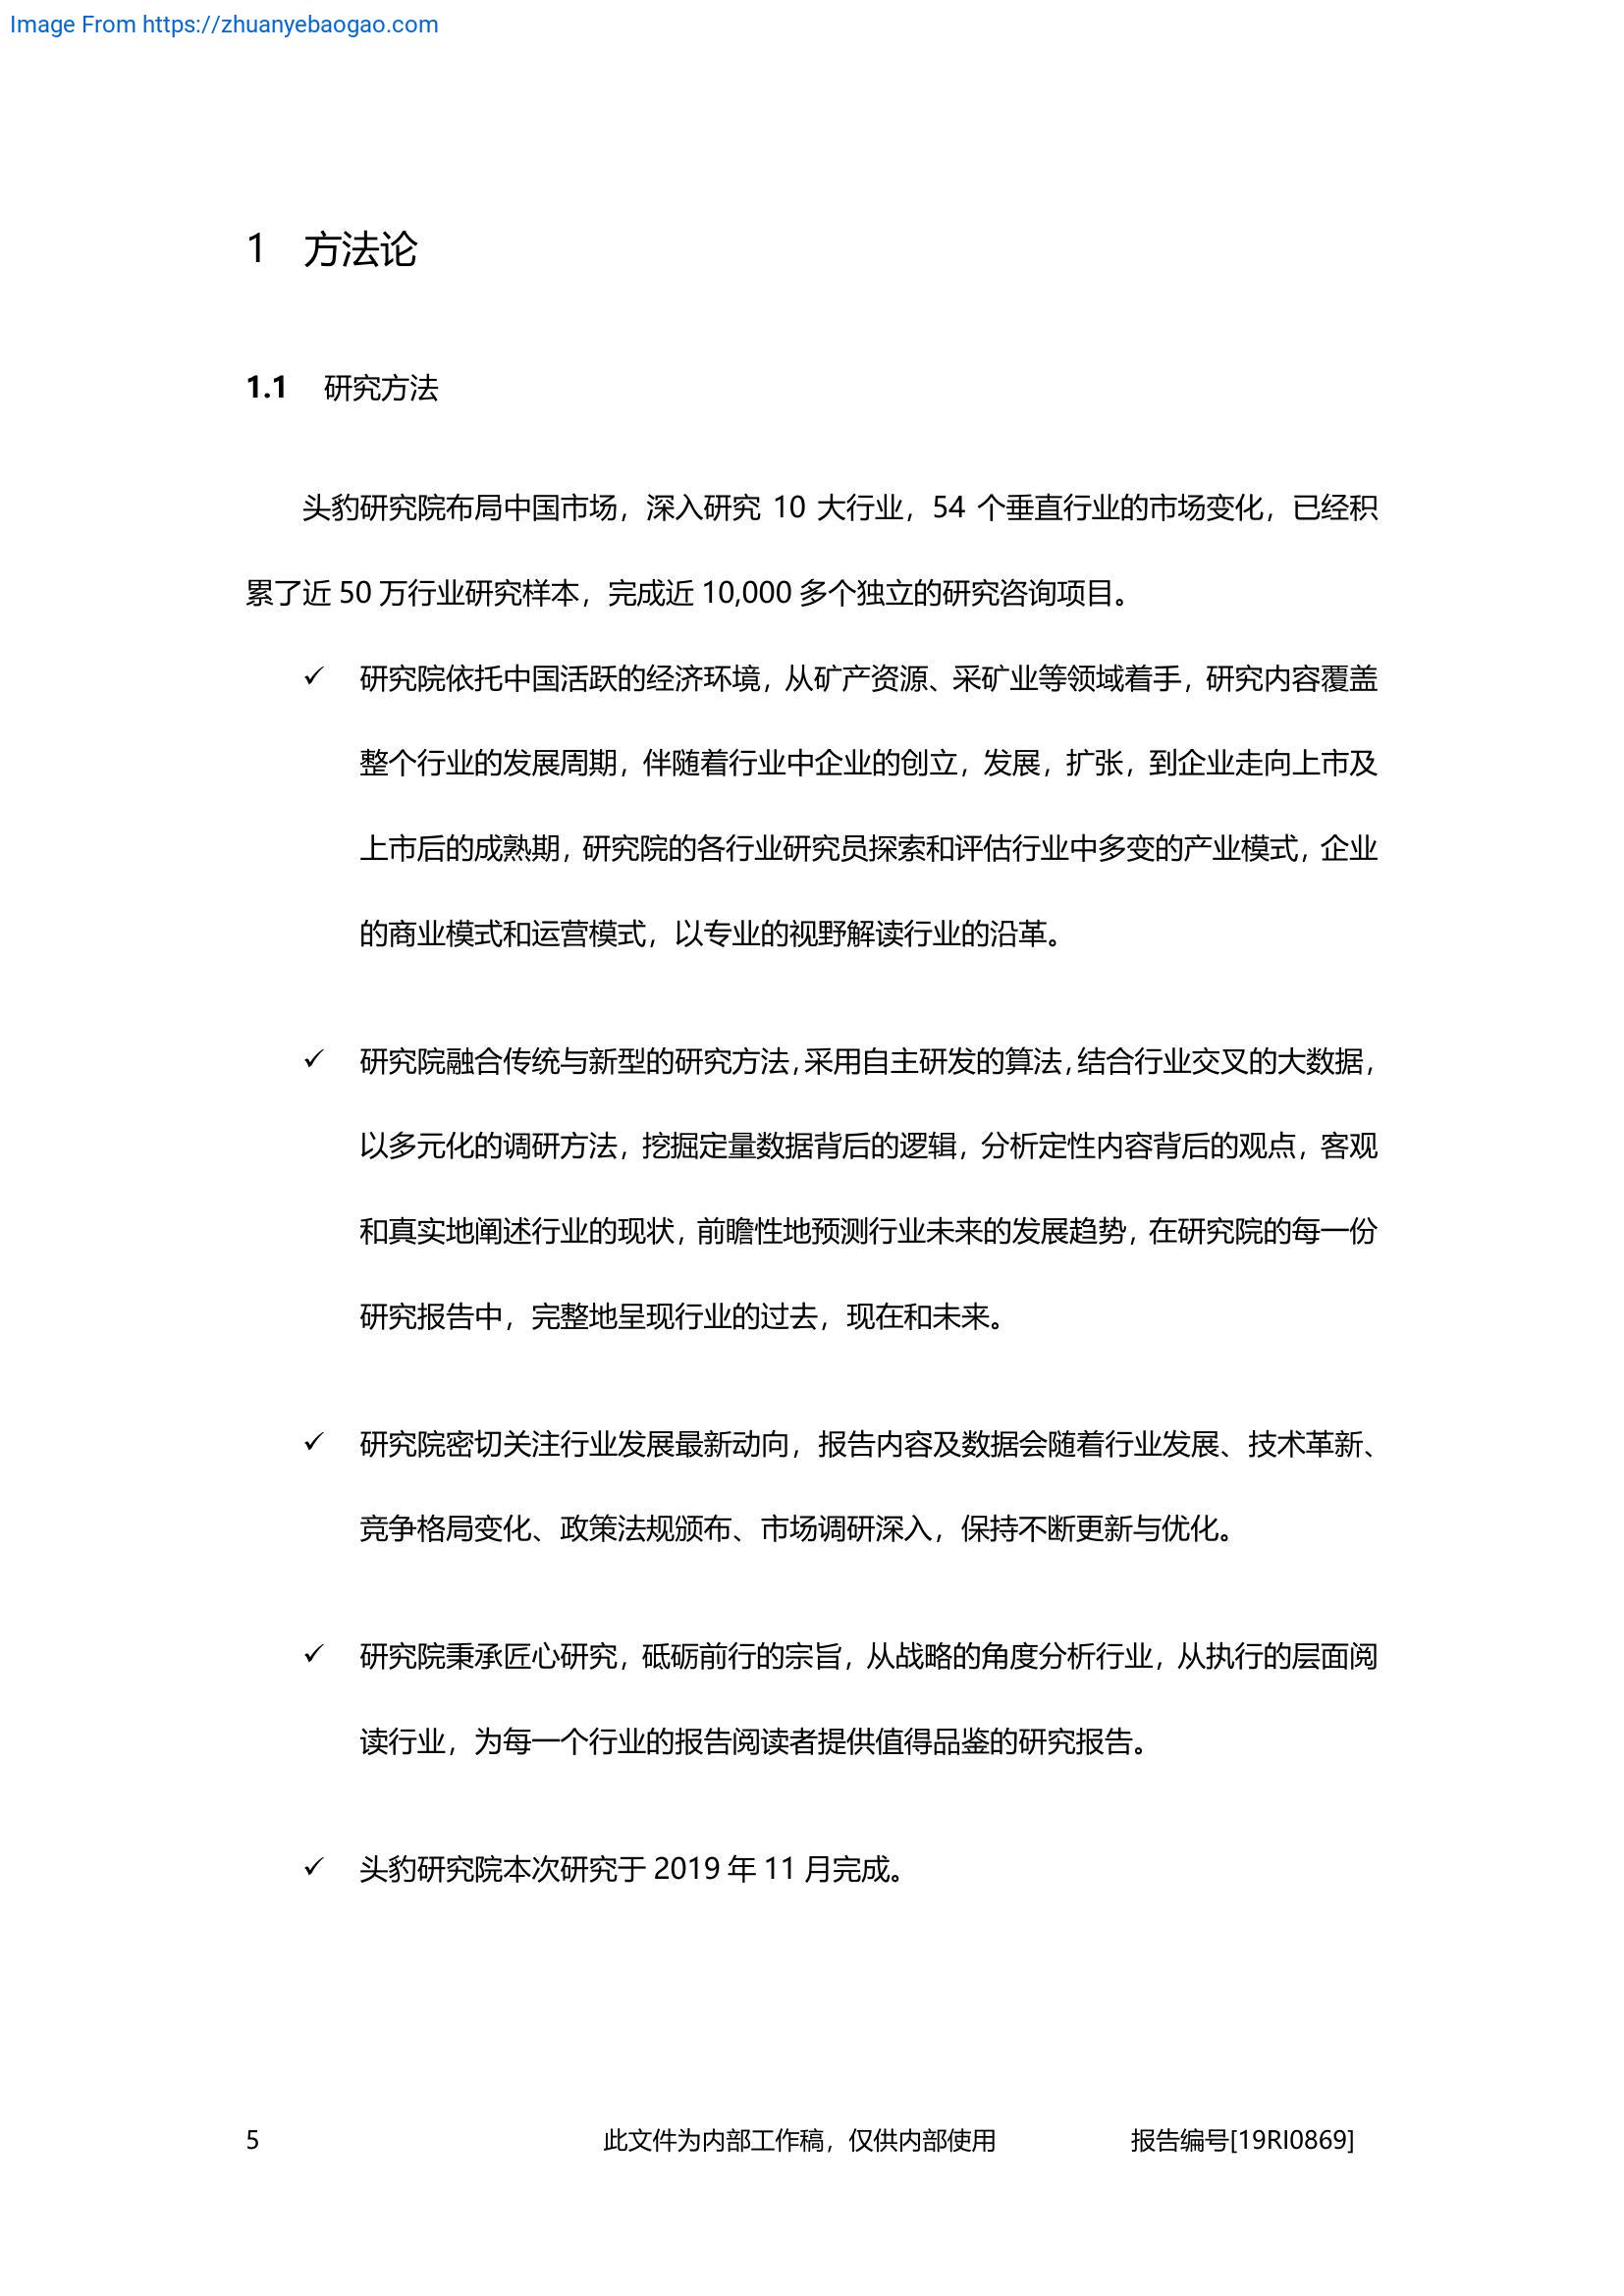 Image From https://zhuanyebaogao.com
1 方法论
1.1 研究方法
头豹研究院布局中国市场，深入研究 10 大行业，54 个垂直行业的市场变化，已经积
累了近 50 万行业研究样本，完成近 10,000 多个独立的研究咨询项目。
✓ 研究院依托中国活跃的经济环境，从矿产资源、采矿业等领域着手，研究内容覆盖
整个行业的发展周期，伴随着行业中企业的创立，发展，扩张，到企业走向上市及
上市后的成熟期，研究院的各行业研究员探索和评估行业中多变的产业模式，企业
的商业模式和运营模式，以专业的视野解读行业的沿革。
✓ 研究院融合传统与新型的研究方法，采用自主研发的算法，结合行业交叉的大数据，
以多元化的调研方法，挖掘定量数据背后的逻辑，分析定性内容背后的观点，客观
和真实地阐述行业的现状，前瞻性地预测行业未来的发展趋势，在研究院的每一份
研究报告中，完整地呈现行业的过去，现在和未来。
✓ 研究院密切关注行业发展最新动向，报告内容及数据会随着行业发展、技术革新、
竞争格局变化、政策法规颁布、市场调研深入，保持不断更新与优化。
✓ 研究院秉承匠心研究，砥砺前行的宗旨，从战略的角度分析行业，从执行的层面阅
读行业，为每一个行业的报告阅读者提供值得品鉴的研究报告。
✓ 头豹研究院本次研究于 2019 年 11 月完成。
5 此文件为内部工作稿，仅供内部使用 报告编号[19RI0869]